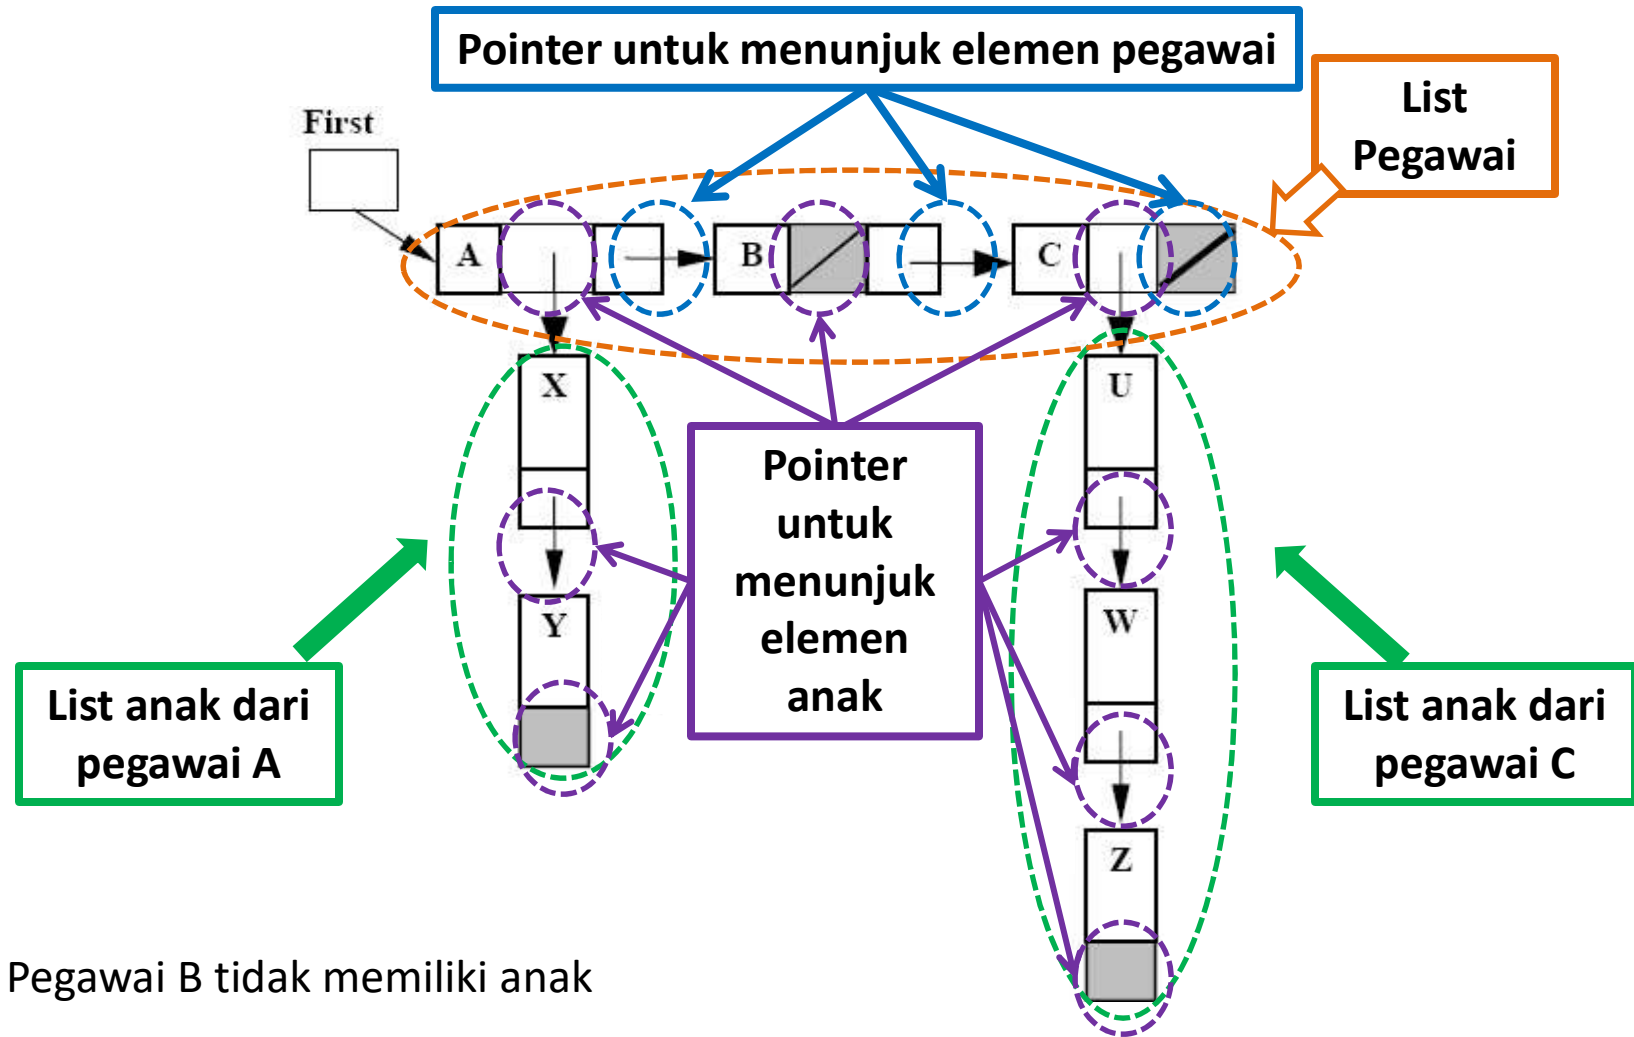 Pointer untuk menunjuk elemen pegawai
List
Pegawai
First
A
B
C
X
U
Pointer
untuk
menunjuk
elemen
anak
Y
W
List anak dari
pegawai A
List anak dari
pegawai C
Z
Pegawai B tidak memiliki anak